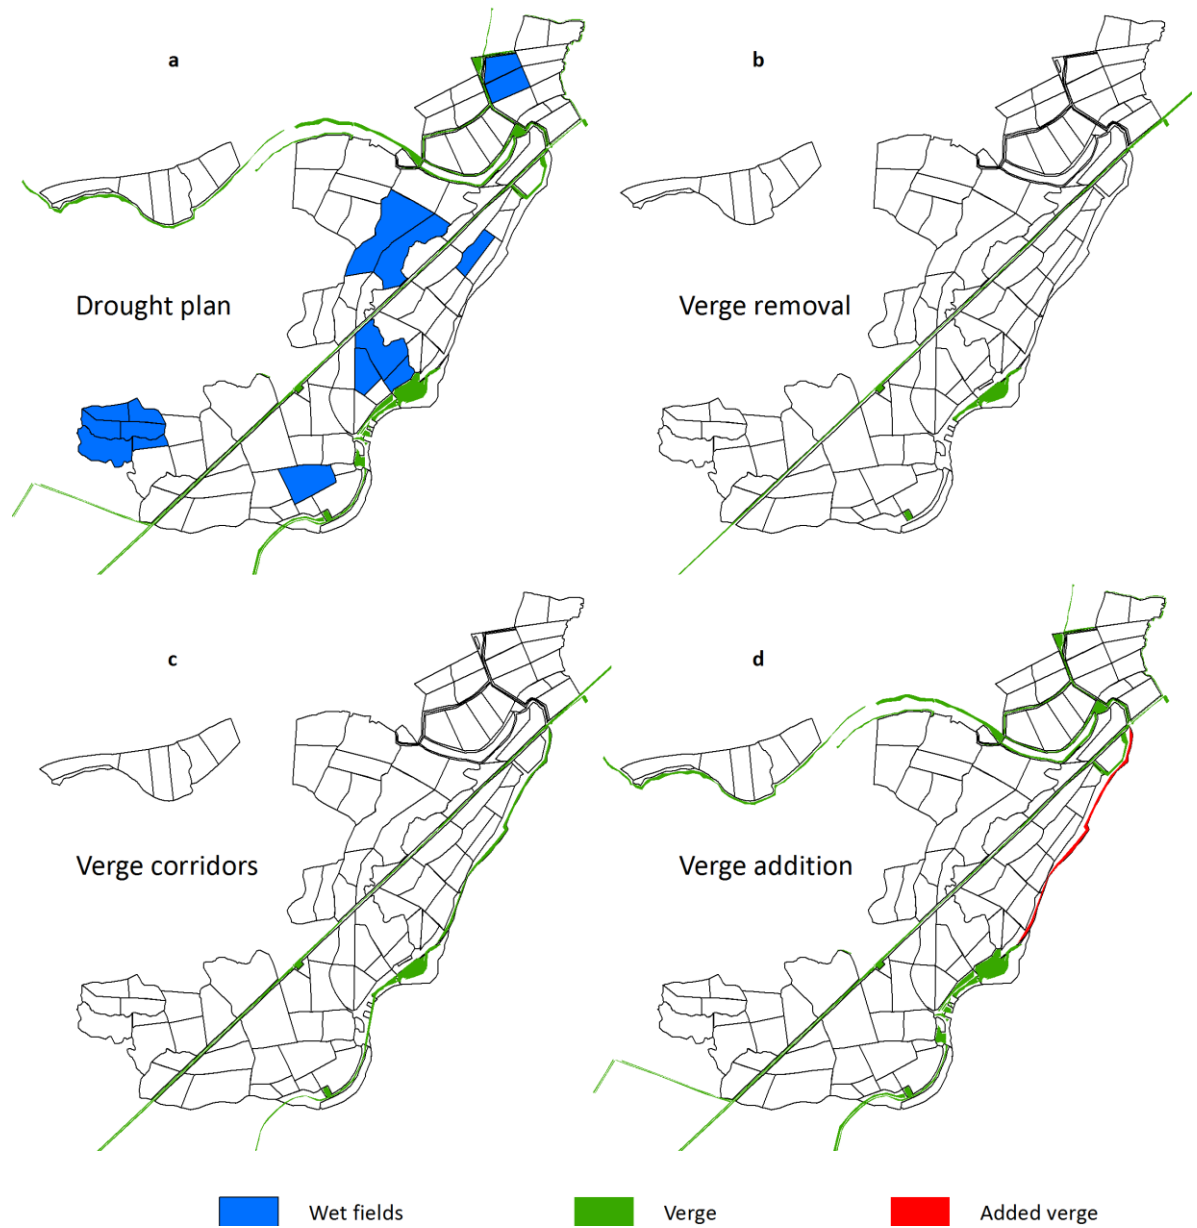 a
b
Drought plan
Verge removal
c
d
Verge corridors
Verge addition
Wet fields
Verge
Added verge